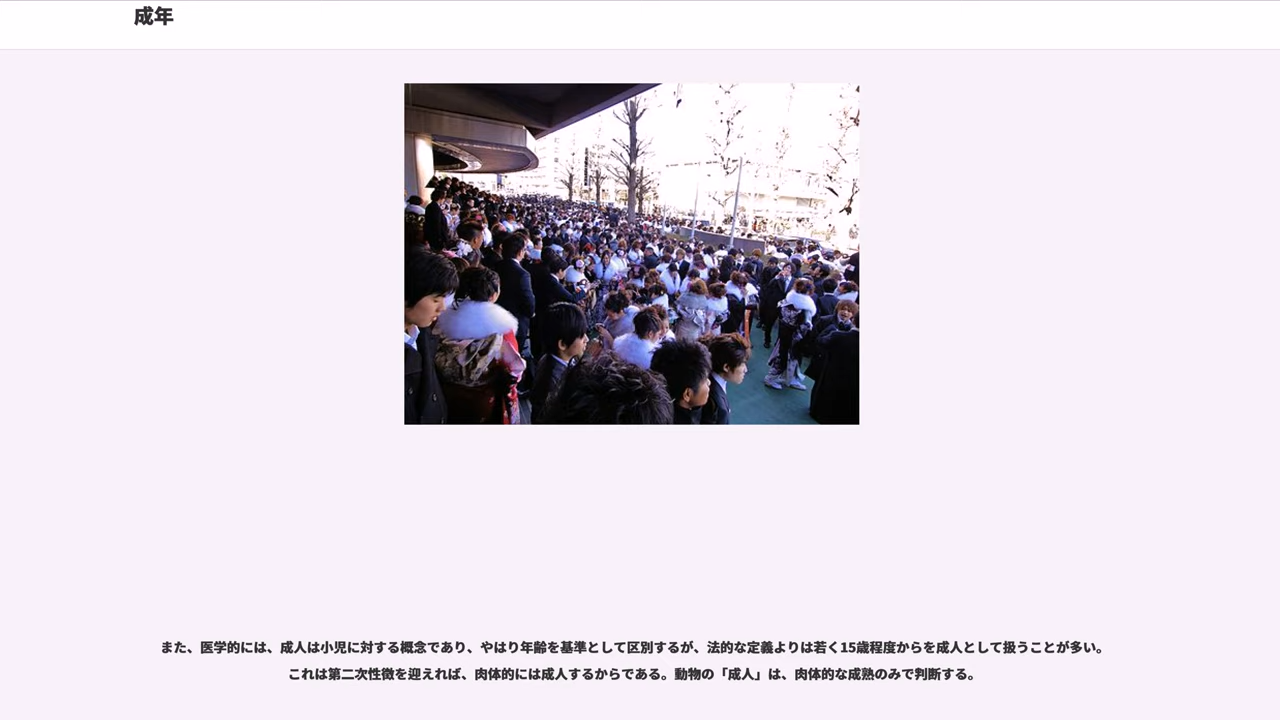 成年
また、医学的には、成人は小児に対する概念であり、やはり年齢を基準として区別するが、法的な定義よりは若く15歳程度からを成人として扱うことが多い。
これは第二次性徴を迎えれば、肉体的には成人するからである。動物の「成人」は、肉体的な成熟のみで判断する。